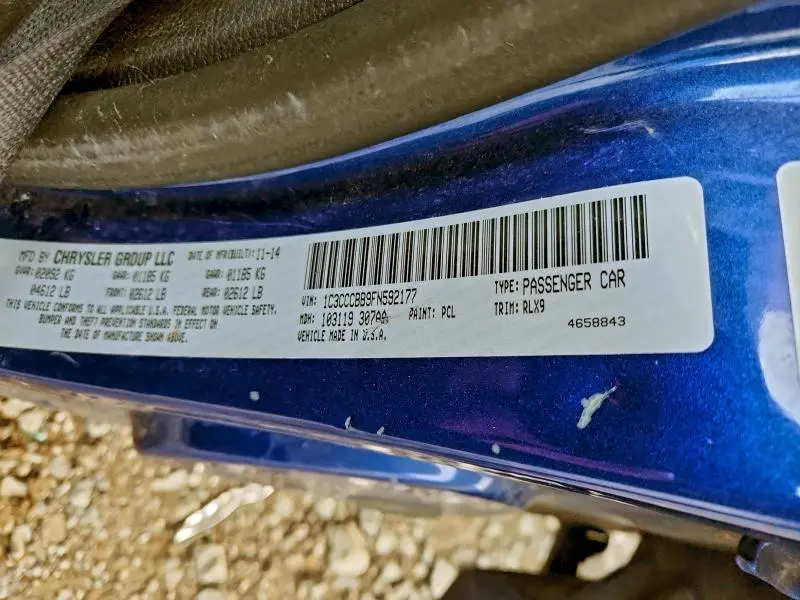 MFD BY CHRYSLER GROUP LLC DATE OF MFR(BUILT): 11-14
GVWR:02092 KG GAWR: 01185 KG GAWR: 01185 KG
04612 LB FRONT: 02612 LB REAR: 02612 LB
THIS VEHICLE CONFORMS TO ALL APPLICABLE U.S.A. FEDERAL MOTOR VEHICLE SAFETY,
BUMPER AND THEFT PREVENTION STANDARDS IN EFFECT ON
THE DATE OF MANUFACTURE SHOWN ABOVE.
VIN: 1C3CCCBB9FN592177 TYPE: PASSENGER CAR
MDH: 103119 307AA PAINT: PCL TRIM: RLX9
VEHICLE MADE IN U.S.A. 4658843